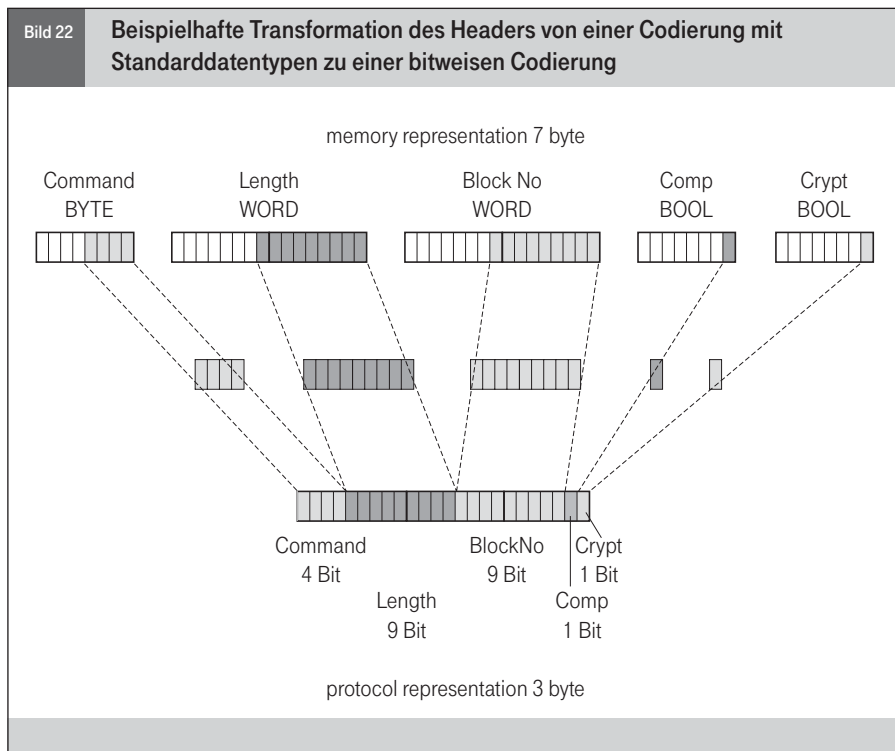 Bild 22
Beispielhafte Transformation des Headers von einer Codierung mit
Standarddatentypen zu einer bitweisen Codierung
memory representation 7 byte
Command
BYTE
Length
WORD
Block No
WORD
Comp
BOOL
Crypt
BOOL
Command
4 Bit
Length
9 Bit
BlockNo
9 Bit
Comp
1 Bit
Crypt
1 Bit
protocol representation 3 byte